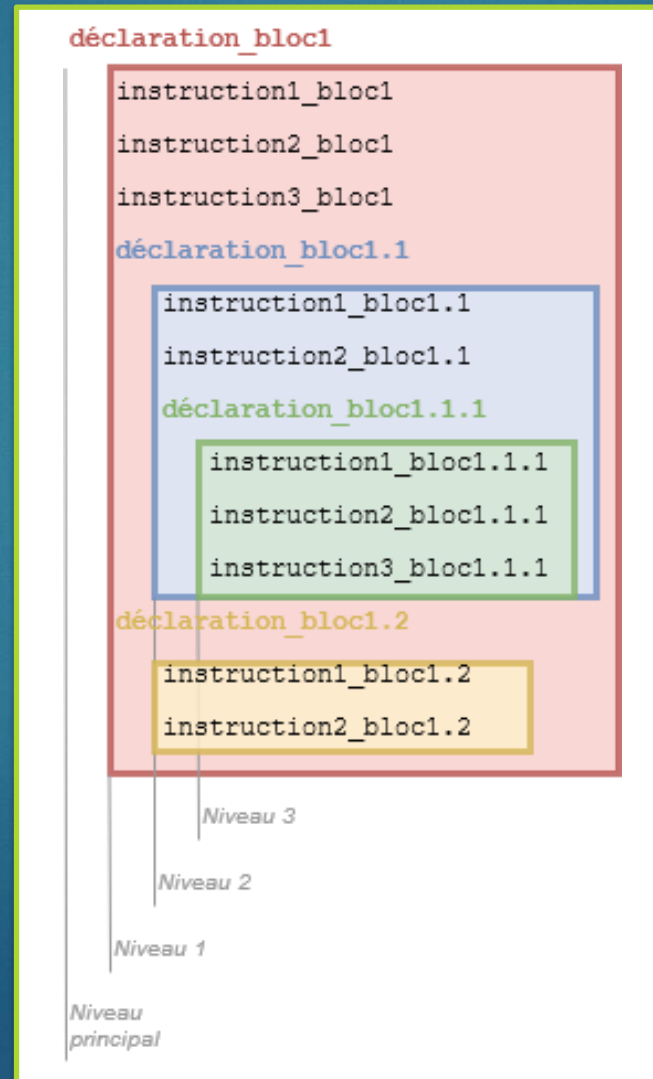 déclaration_bloc1
instruction1_bloc1
instruction2_bloc1
instruction3_bloc1
déclaration_bloc1.1
instruction1_bloc1.1
instruction2_bloc1.1
déclaration_bloc1.1.1
instruction1_bloc1.1.1
instruction2_bloc1.1.1
instruction3_bloc1.1.1
déclaration_bloc1.2
instruction1_bloc1.2
instruction2_bloc1.2
Niveau 3
Niveau 2
Niveau 1
Niveau
principal